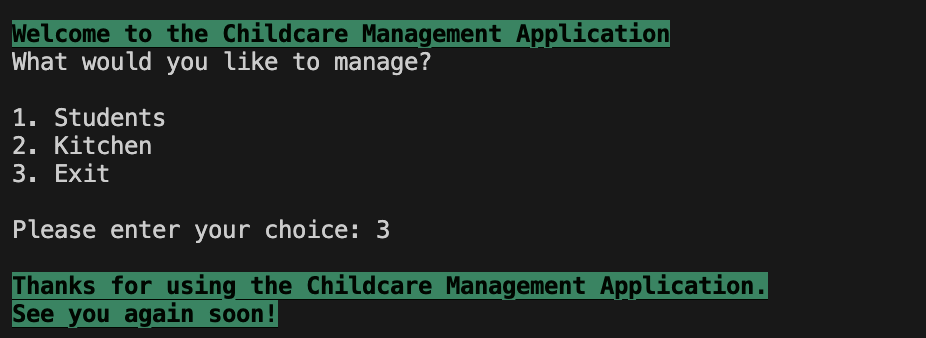 Welcome to the Childcare Management Application
What would you like to manage?
1. Students
2. Kitchen
3. Exit
Please enter your choice: 3
Thanks for using the Childcare Management Application.
See you again soon!